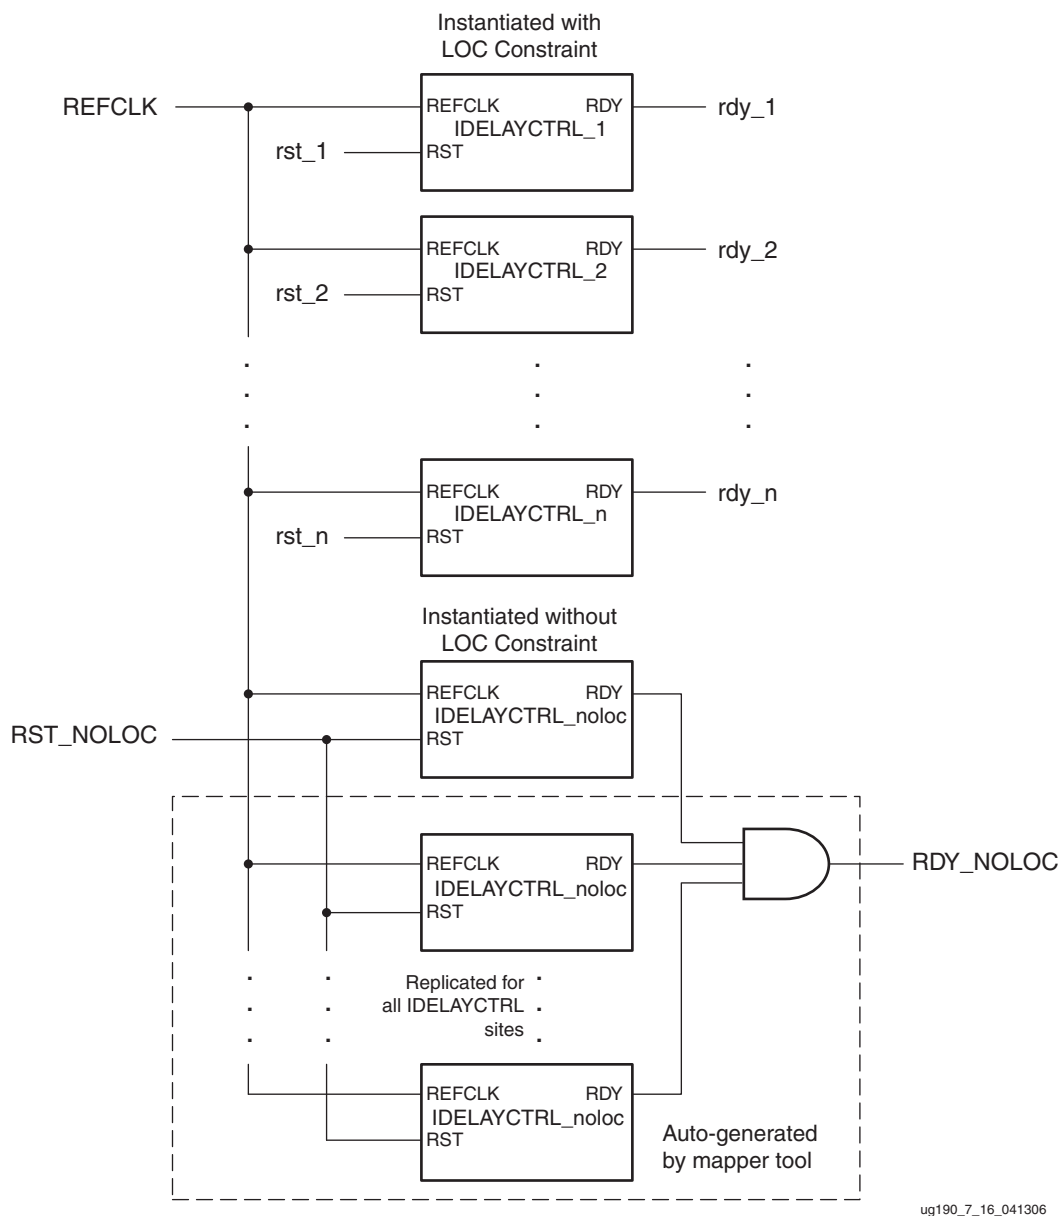 Instantiated with
LOC Constraint
REFCLK
REFCLK RDY
rdy_1
IDELAYCTRL_1
rst_1
RST
REFCLK RDY
rdy_2
IDELAYCTRL_2
rst_2
RST
REFCLK RDY
rdy_n
IDELAYCTRL_n
rst_n
RST
Instantiated without
LOC Constraint
REFCLK RDY
IDELAYCTRL_noloc
RST_NOLOC
RST
REFCLK RDY
RDY_NOLOC
IDELAYCTRL_noloc
RST
Replicated for
all IDELAYCTRL
sites
REFCLK RDY
IDELAYCTRL_noloc
RST
Auto-generated
by mapper tool
ug190_7_16_041306